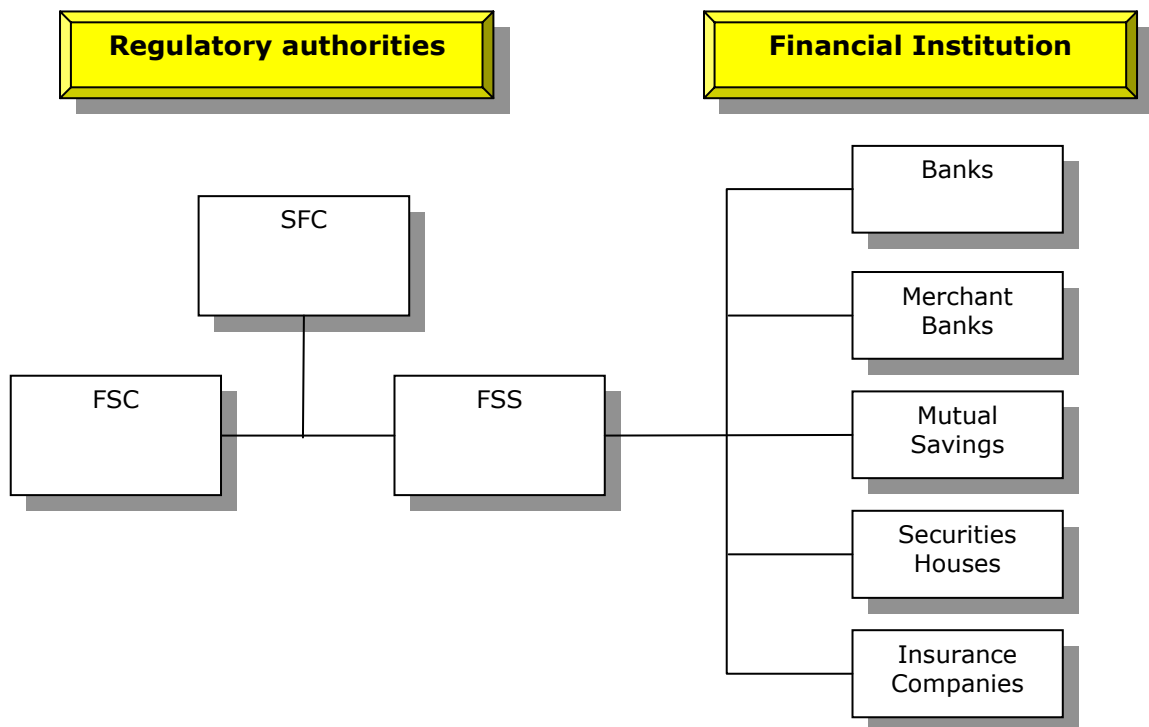 Regulatory authorities
Financial Institution
SFC
FSC
FSS
Banks
Merchant
Banks
Mutual
Savings
Securities
Houses
Insurance
Companies